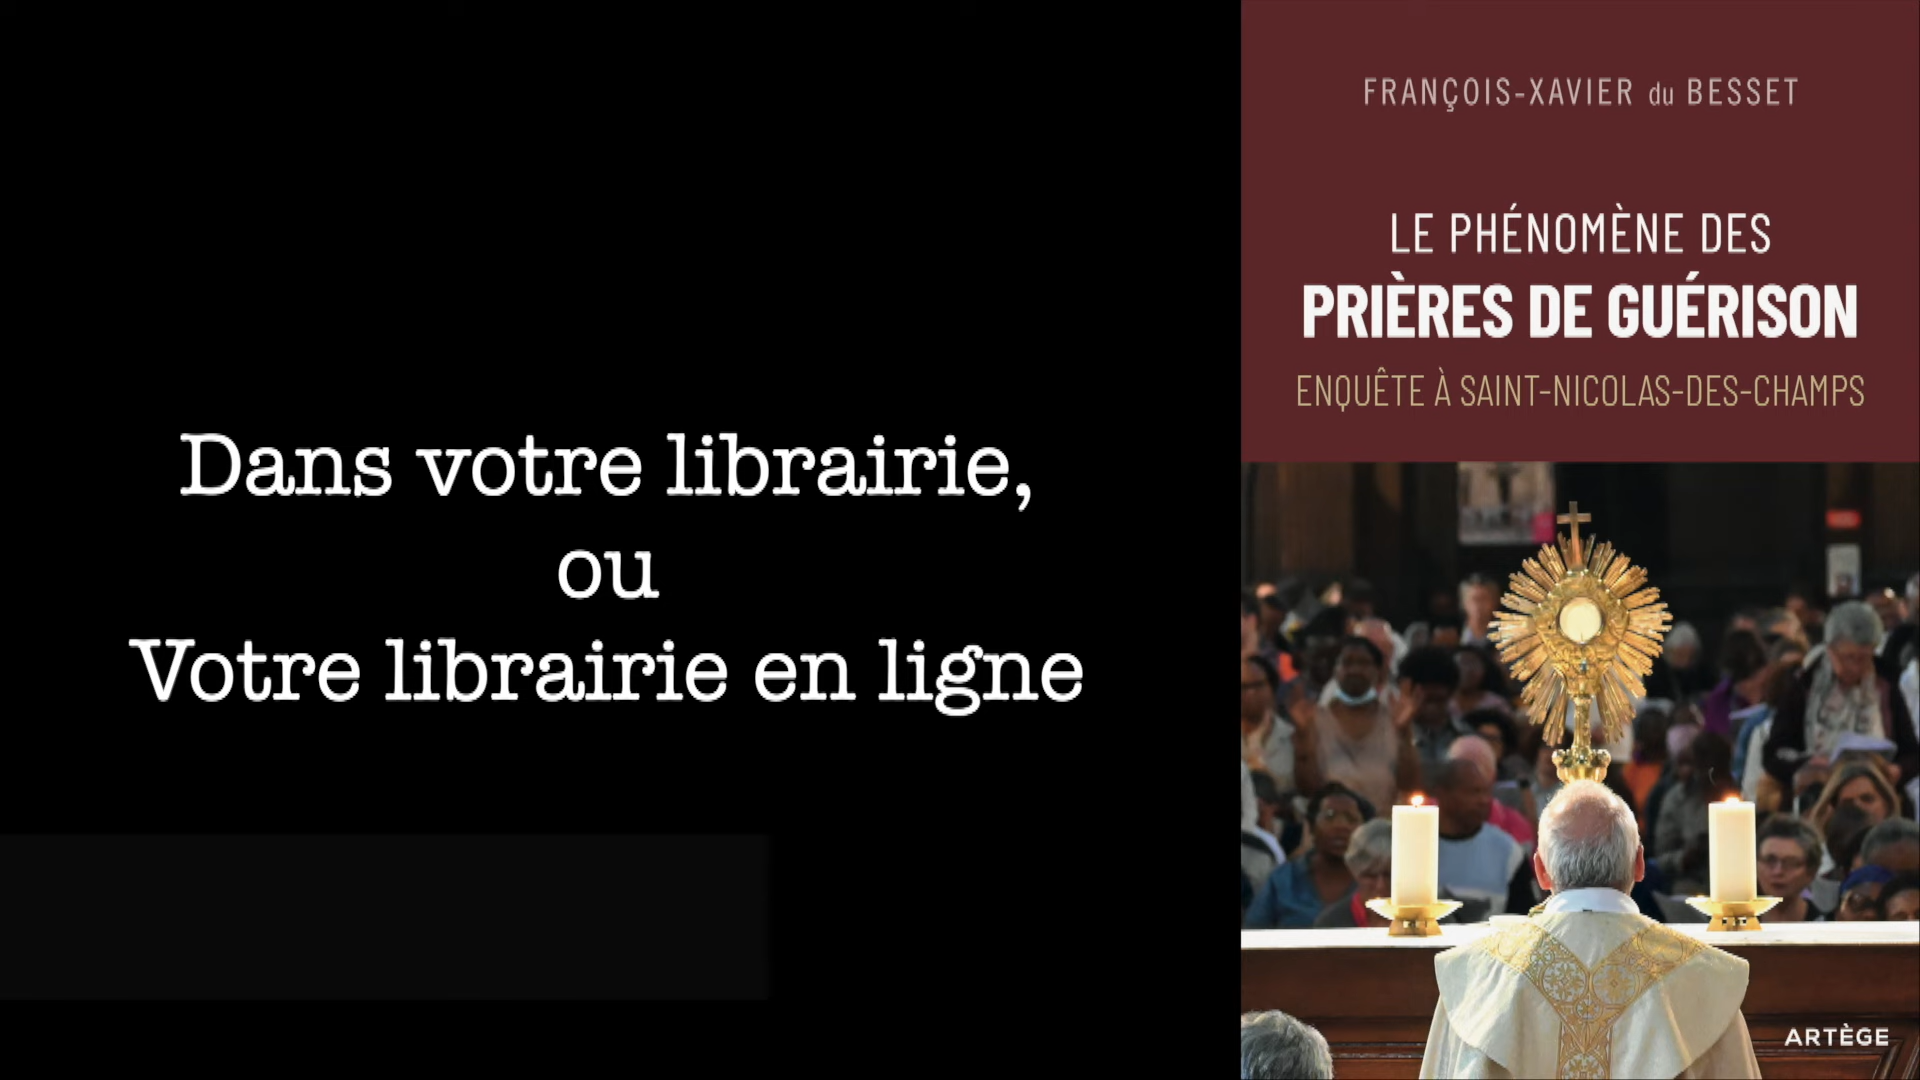 Dans votre librairie,
ou
Votre librairie en ligne
FRANÇOIS-XAVIER du BESSET
LE PHÉNOMÈNE DES
PRIÈRES DE GUÉRISON
ENQUÊTE À SAINT-NICOLAS-DES-CHAMPS
ARTÈGE